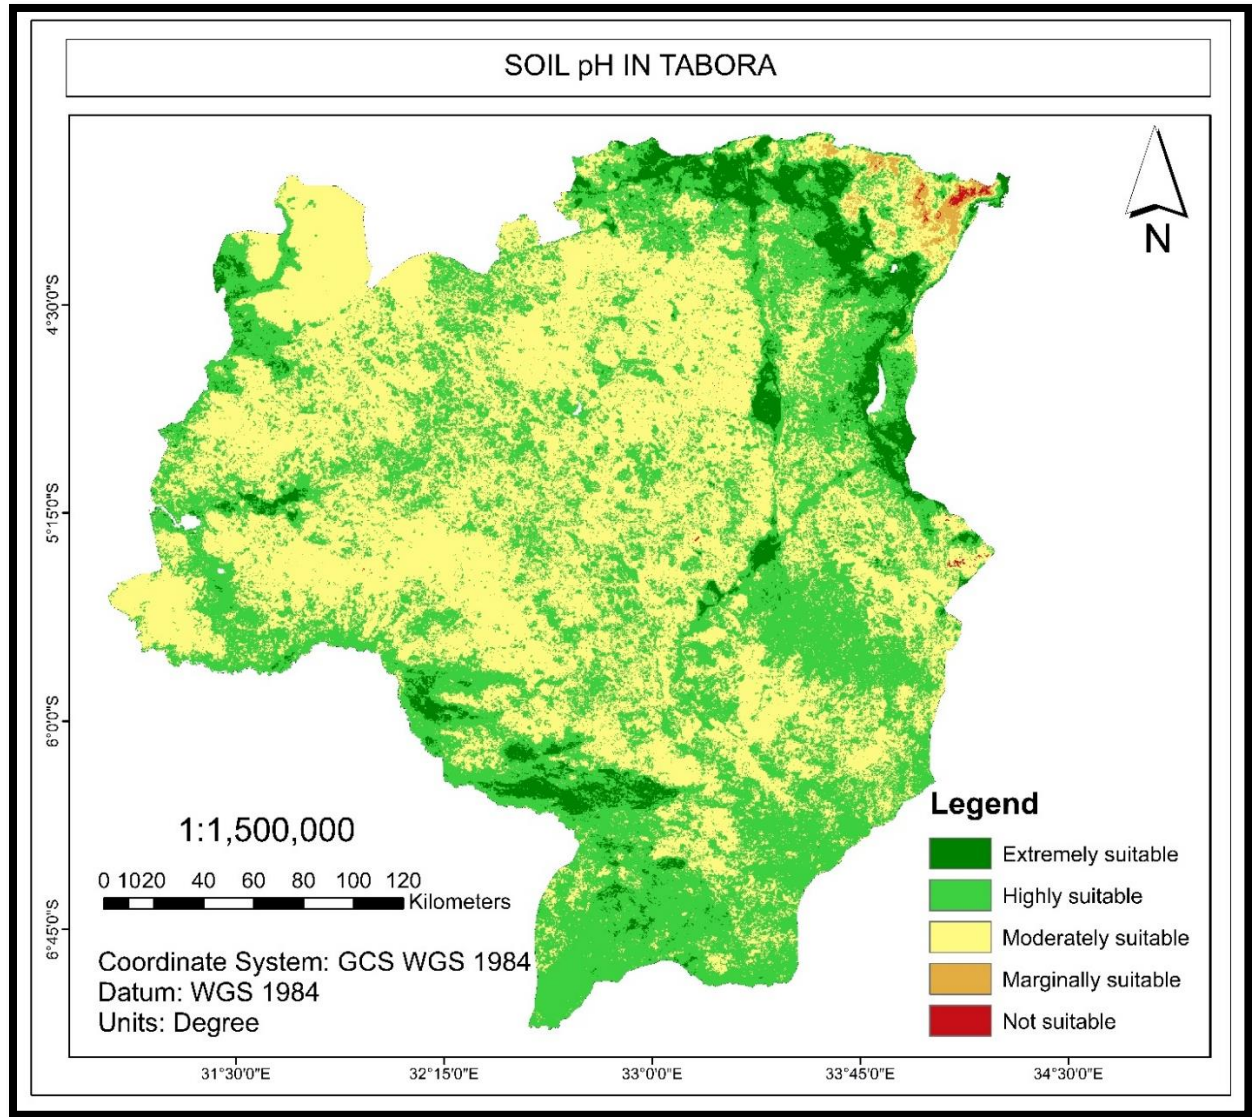 SOIL pH IN TABORA
N
4°30'0"S
5°15'0"S
6°0'0"S
6°45'0"S
1:1,500,000
0 1020 40 60 80 100 120
Kilometers
Coordinate System: GCS WGS 1984
Datum: WGS 1984
Units: Degree
Legend
Extremely suitable
Highly suitable
Moderately suitable
Marginally suitable
Not suitable
31°30'0"E 32°15'0"E 33°0'0"E 33°45'0"E 34°30'0"E